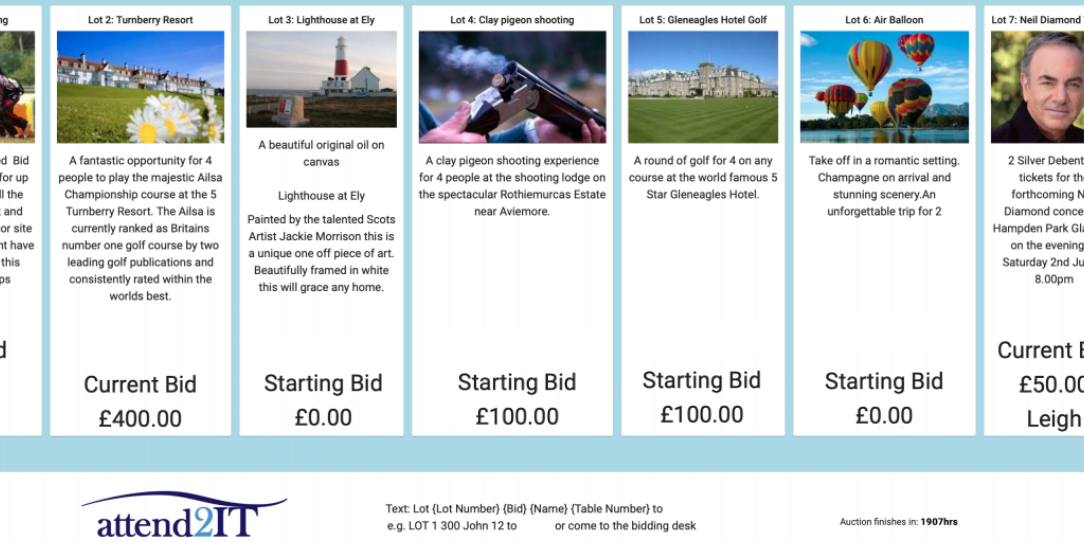 ng
ed Bid
for up
ll the
and
or site
nt have
this
ps
d
Lot 2: Turnberry Resort
A fantastic opportunity for 4
people to play the majestic Ailsa
Championship course at the 5
Turnberry Resort. The Ailsa is
currently ranked as Britains
number one golf course by two
leading golf publications and
consistently rated within the
worlds best.
Current Bid
£400.00
Lot 3: Lighthouse at Ely
A beautiful original oil on
canvas
Lighthouse at Ely
Painted by the talented Scots
Artist Jackie Morrison this is
a unique one off piece of art.
Beautifully framed in white
this will grace any home.
Starting Bid
£0.00
Lot 4: Clay pigeon shooting
A clay pigeon shooting experience
for 4 people at the shooting lodge on
the spectacular Rothiemurcas Estate
near Aviemore.
Starting Bid
£100.00
Lot 5: Gleneagles Hotel Golf
A round of golf for 4 on any
course at the world famous 5
Star Gleneagles Hotel.
Starting Bid
£100.00
Lot 6: Air Balloon
Take off in a romantic setting.
Champagne on arrival and
stunning scenery.An
unforgettable trip for 2
Starting Bid
£0.00
Lot 7: Neil Diamond
2 Silver Debent
tickets for th
forthcoming N
Diamond conce
Hampden Park Gla
on the evening
Saturday 2nd Ju
8.00pm
Current B
£50.00
Leigh
attend2IT
Text: Lot {Lot Number} {Bid} {Name} {Table Number} to
e.g. LOT 1 300 John 12 to or come to the bidding desk
Auction finishes in: 1907hrs